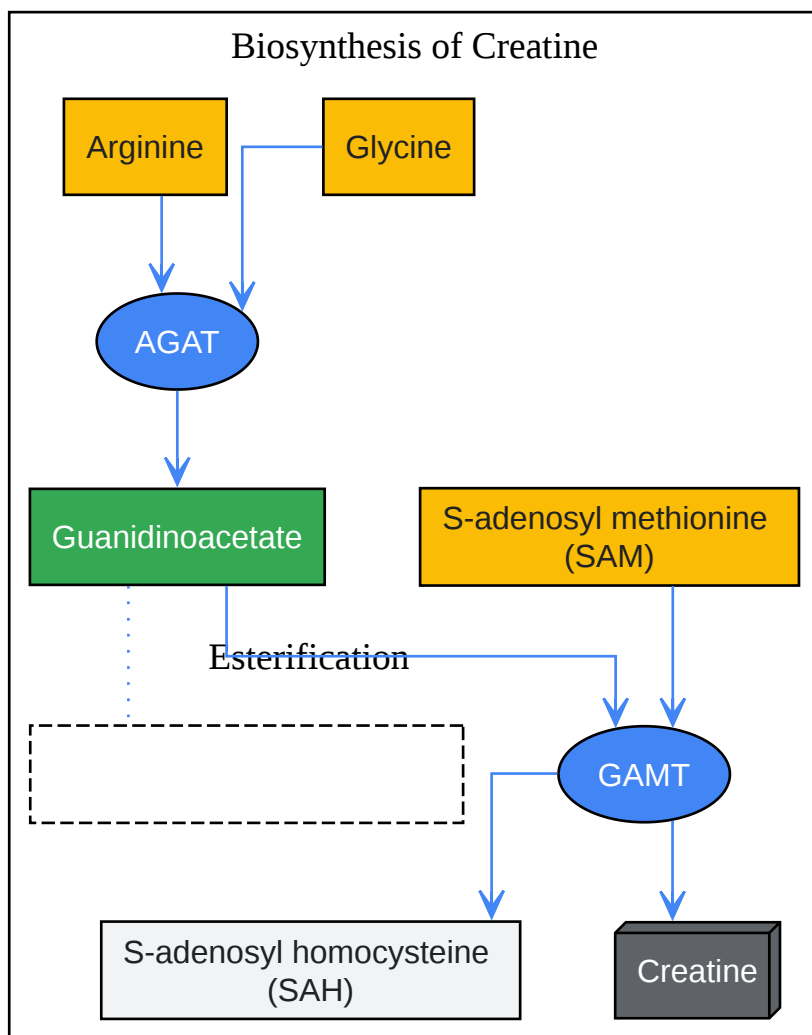 Biosynthesis of Creatine
Arginine
Glycine
AGAT
Guanidinoacetate
S-adenosyl methionine
(SAM)
Esterification
GAMT
S-adenosyl homocysteine
(SAH)
Creatine